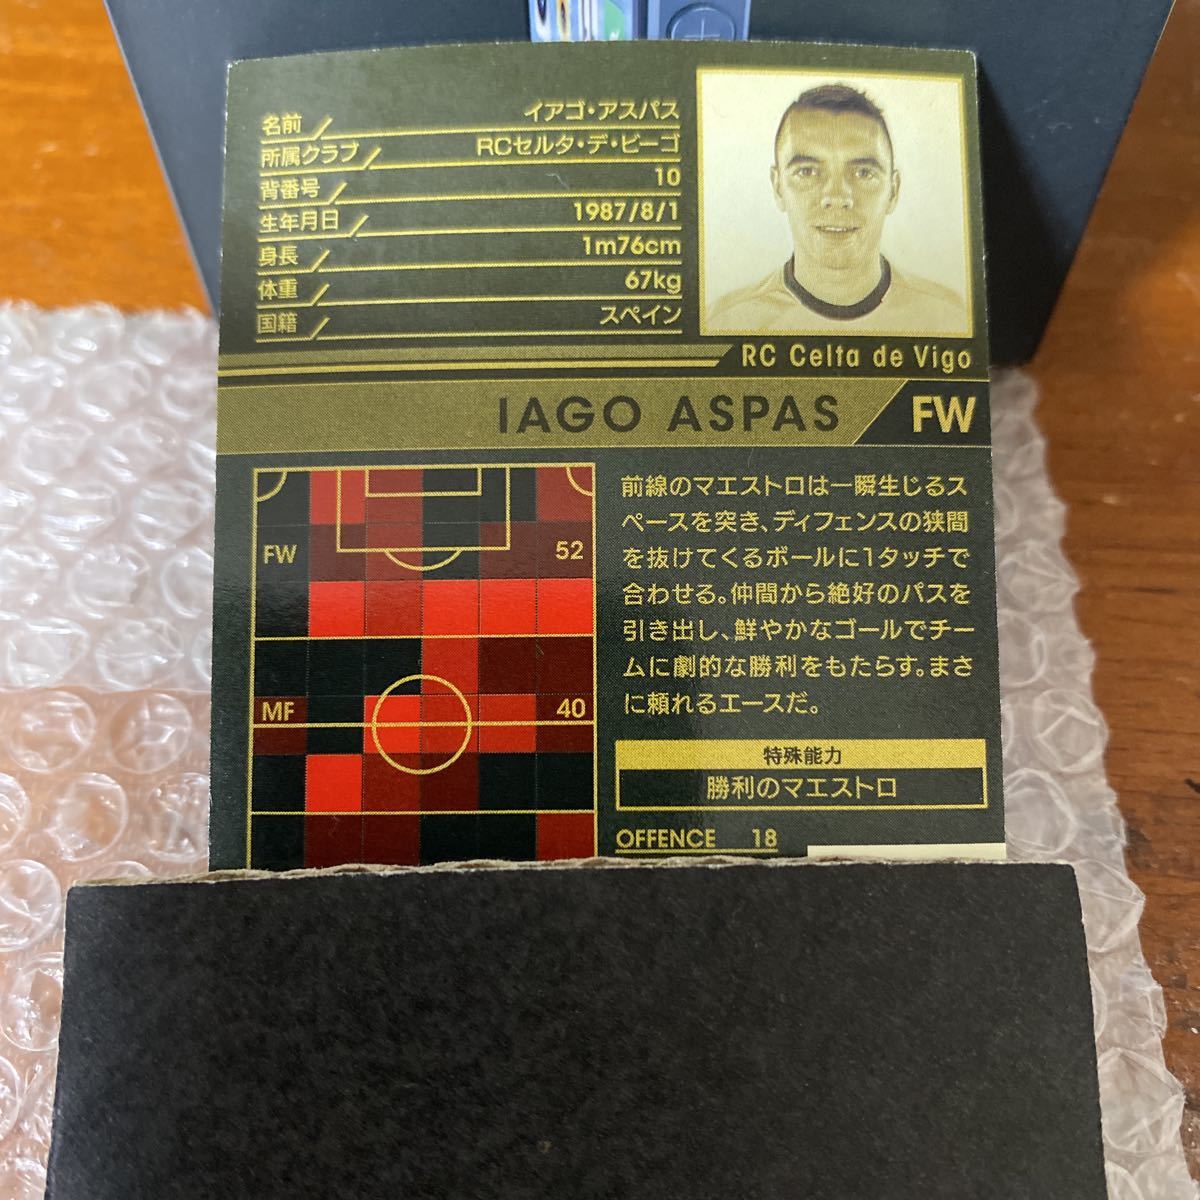 名前 イアゴ・アスパス
所属クラブ RCセルタ・デ・ビーゴ
背番号 10
生年月日 1987/8/1
身長 1m76cm
体重 67kg
国籍 スペイン
RC Celta de Vigo
IAGO ASPAS FW
FW 52
MF 40
前線のマエストロは一瞬生じるス
ペースを突き、ディフェンスの狭間
を抜けてくるボールに1タッチで
合わせる。仲間から絶好のパスを
引き出し、鮮やかなゴールでチー
ムに劇的な勝利をもたらす。まさ
に頼れるエースだ。
特殊能力
勝利のマエストロ
OFFENCE 18